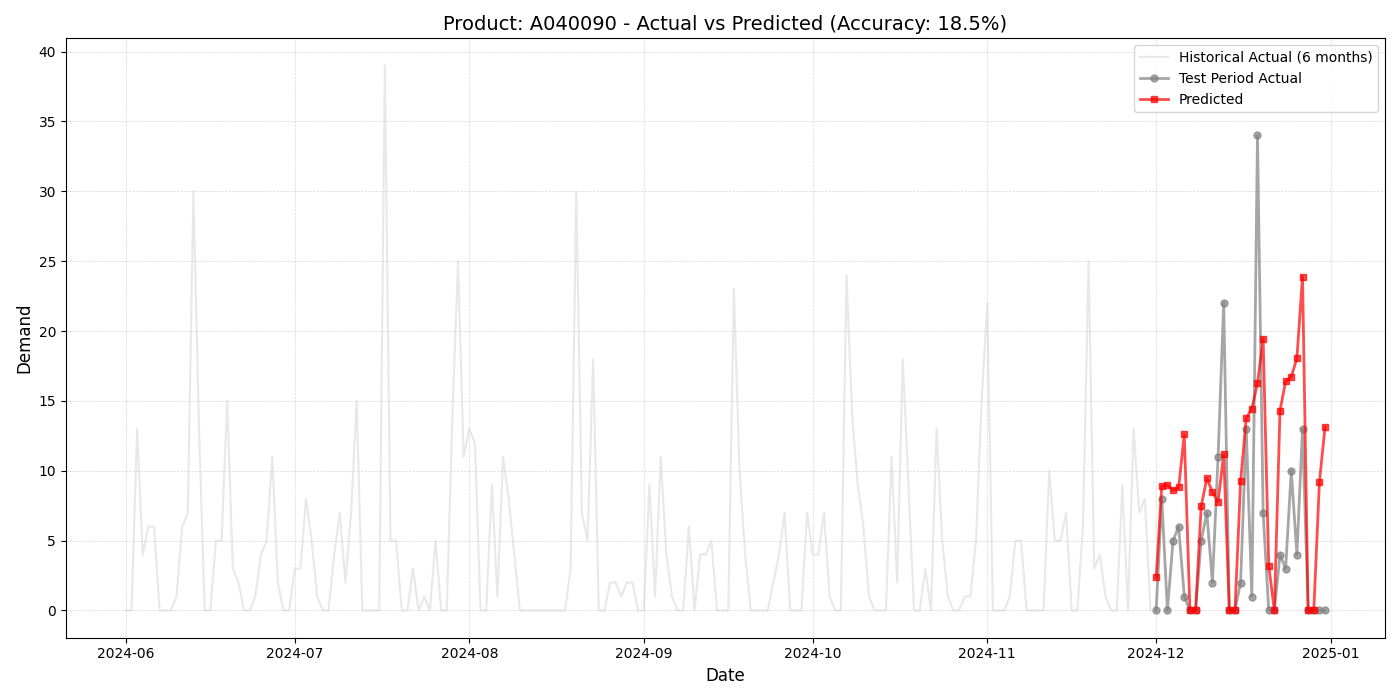 Product: A040090 - Actual vs Predicted (Accuracy: 18.5%)
Historical Actual (6 months)
Test Period Actual
Predicted
Demand
40
35
30
25
20
15
10
5
0
2024-06
2024-07
2024-08
2024-09
2024-10
2024-11
2024-12
2025-01
Date